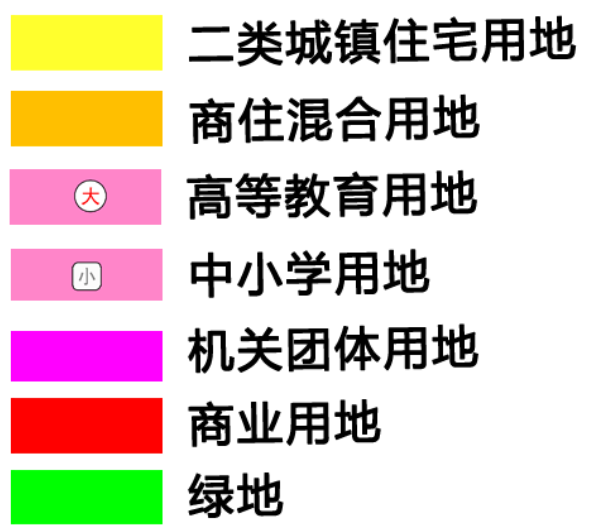 二类城镇住宅用地
商住混合用地
大 高等教育用地
小 中小学用地
机关团体用地
商业用地
绿地